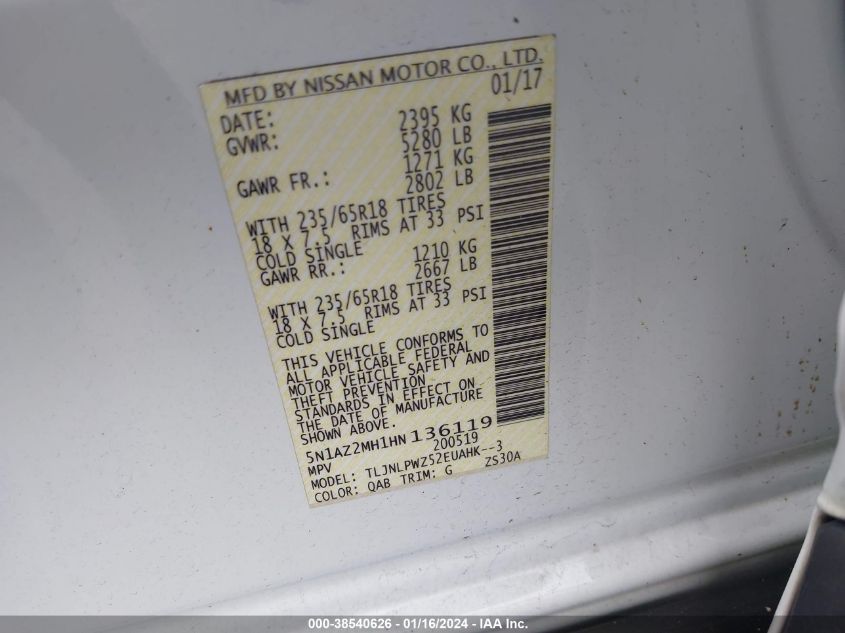 MFD BY NISSAN MOTOR CO., LTD.
DATE: 01/17
GVWR: 2395 KG
5280 LB
GAWR FR.: 1271 KG
2802 LB
WITH 235/65R18 TIRES
18 X 7.5 RIMS AT 33 PSI
COLD SINGLE
GAWR RR.: 1210 KG
2667 LB
WITH 235/65R18 TIRES
18 X 7.5 RIMS AT 33 PSI
COLD SINGLE
THIS VEHICLE CONFORMS TO
ALL APPLICABLE FEDERAL
MOTOR VEHICLE SAFETY AND
THEFT PREVENTION
STANDARDS IN EFFECT ON
THE DATE OF MANUFACTURE
SHOWN ABOVE.
5N1AZ2MH1HN 136119
MPV 200519
MODEL: TLJNLPWZ52EUAHK--3
COLOR: QAB TRIM: G ZS30A
000-38540626 - 01/16/2024 - IAA Inc.